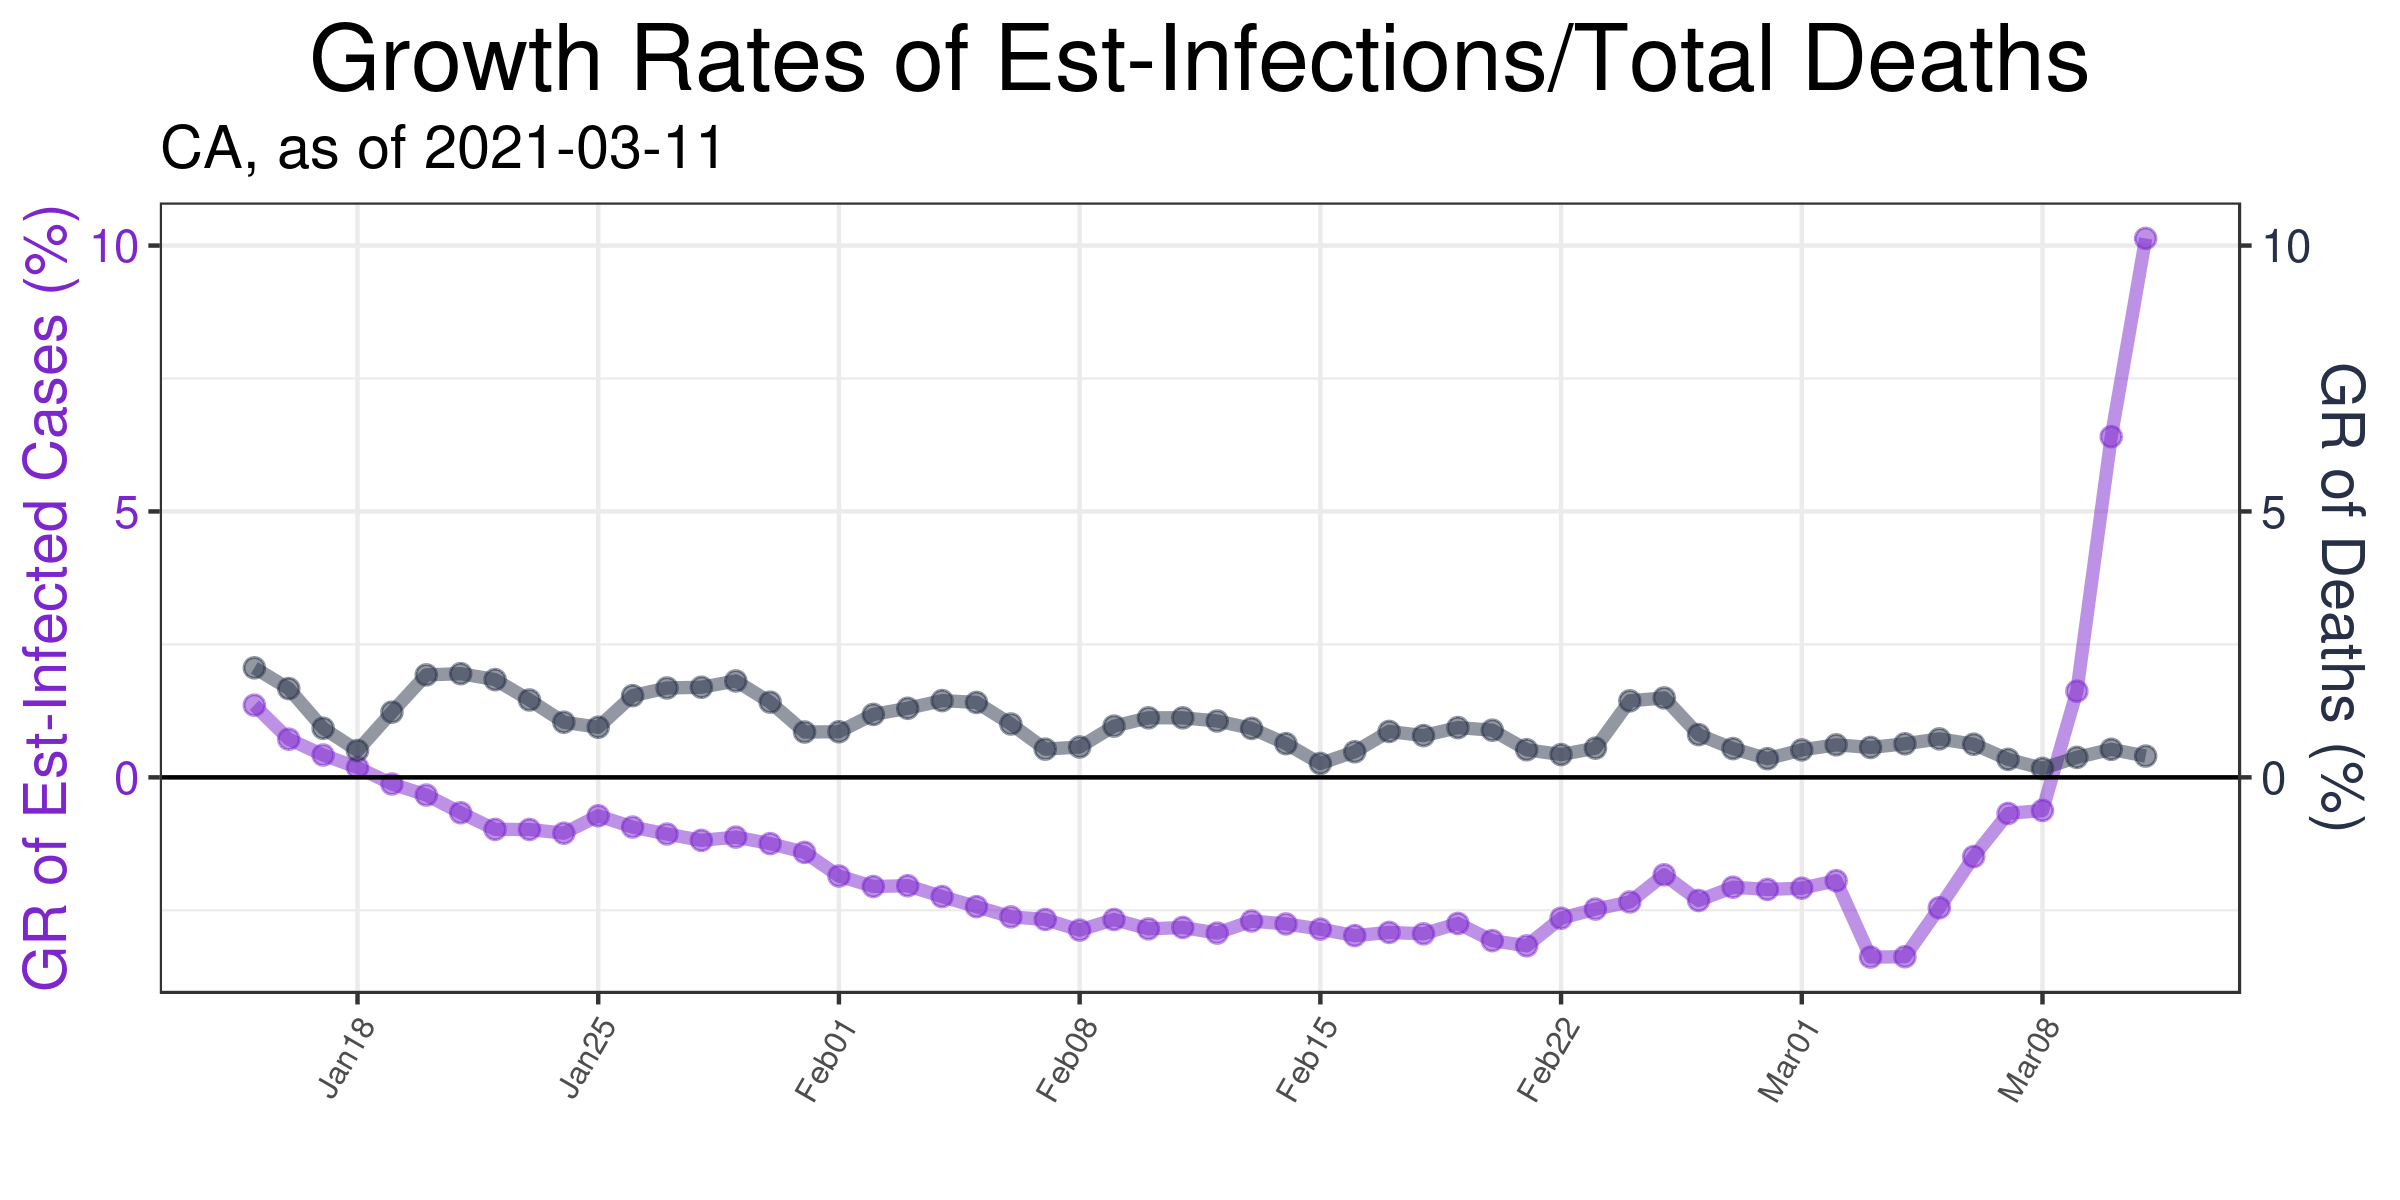 Growth Rates of Est-Infections/Total Deaths
CA, as of 2021-03-11
GR of Est-Infected Cases (%)
10
5
0
10
5
0
GR of Deaths (%)
Jan18
Jan25
Feb01
Feb08
Feb15
Feb22
Mar01
Mar08